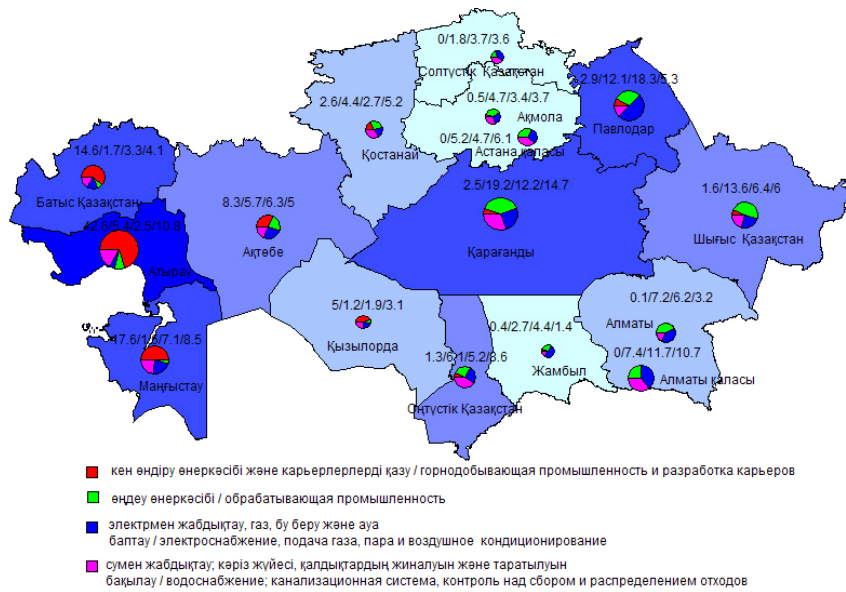 0/1.8/3.7/3.6
Солтүстік Қазақстан
2.9/12.1/18.3/5.3
Павлодар
2.6/4.4/2.7/5.2
Қостанай
0.5/4.7/3.4/3.7
Ақмола
0/5.2/4.7/6.1
Астана қаласы
14.6/1.7/3.3/4.1
Батыс Қазақстан
8.3/5.7/6.3/5
Ақтөбе
2.5/19.2/12.2/14.7
Қарағанды
1.6/13.6/6.4/6
Шығыс Қазақстан
42.6/5.4/2.5/10.8
Атырау
5/1.2/1.9/3.1
Қызылорда
0.1/7.2/6.2/3.2
Алматы
0.4/2.7/4.4/1.4
Жамбыл
0/7.4/11.7/10.7
Алматы қаласы
Маңғыстау
Оңтүстік Қазақстан
кен өндіру өнеркәсібі және карьерлерлерді қазу / горнодобывающая промышленность и разработка карьеров
өңдеу өнеркәсібі / обрабатывающая промышленность
электрмен жабдықтау, газ, бу беру және ауа
баптау / электроснабжение, подача газа, пара и воздушное кондиционирование
сумен жабдықтау; кәріз жүйесі, қалдықтардың жиналуын және таратылуын
бақылау / водоснабжение; канализационная система, контроль над сбором и распределением отходов